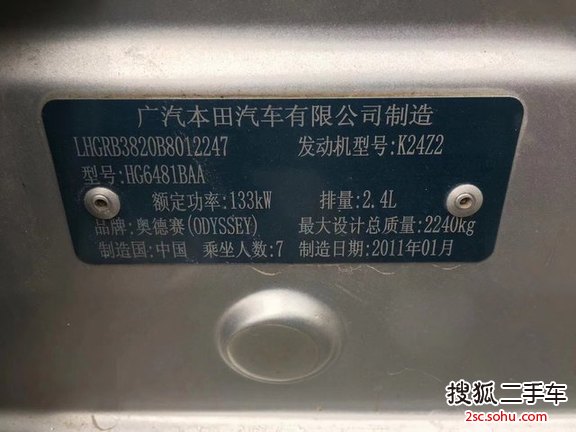 广汽本田汽车有限公司制造
LHGRB3820B8012247 发动机型号:K24Z2
型号:HG6481BAA
额定功率:133kW 排量:2.4L
品牌:奥德赛(ODYSSEY) 最大设计总质量:2240kg
制造国:中国 乘坐人数:7 制造日期:2011年01月
搜狐二手车
2sc.sohu.com